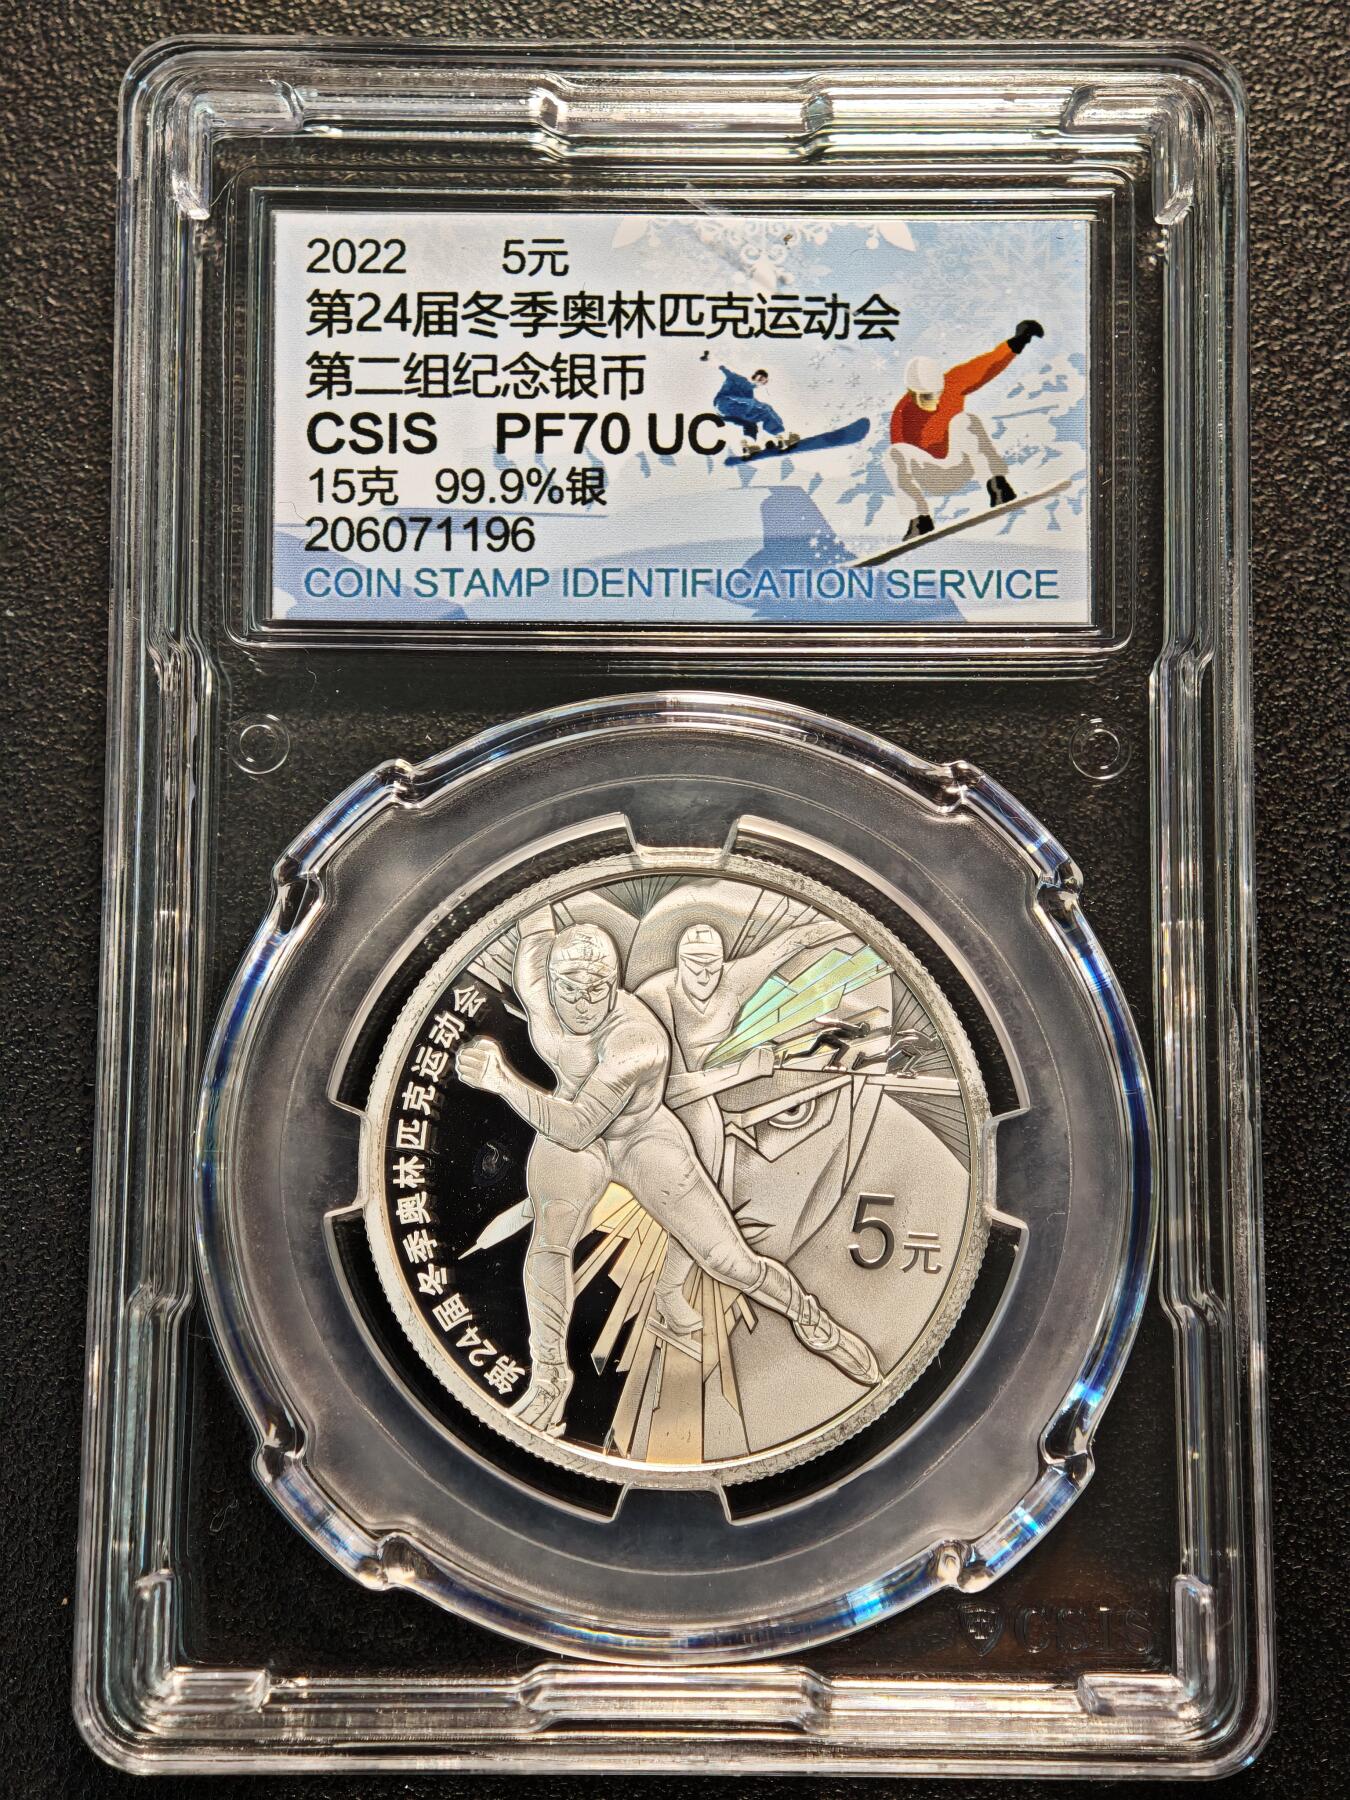 2022 5元
第24届冬季奥林匹克运动会
第二组纪念银币
CSIS PF70 UC
15克 99.9%银
206071196
COIN STAMP IDENTIFICATION SERVICE
第24届冬季奥林匹克运动会
5元
CSIS